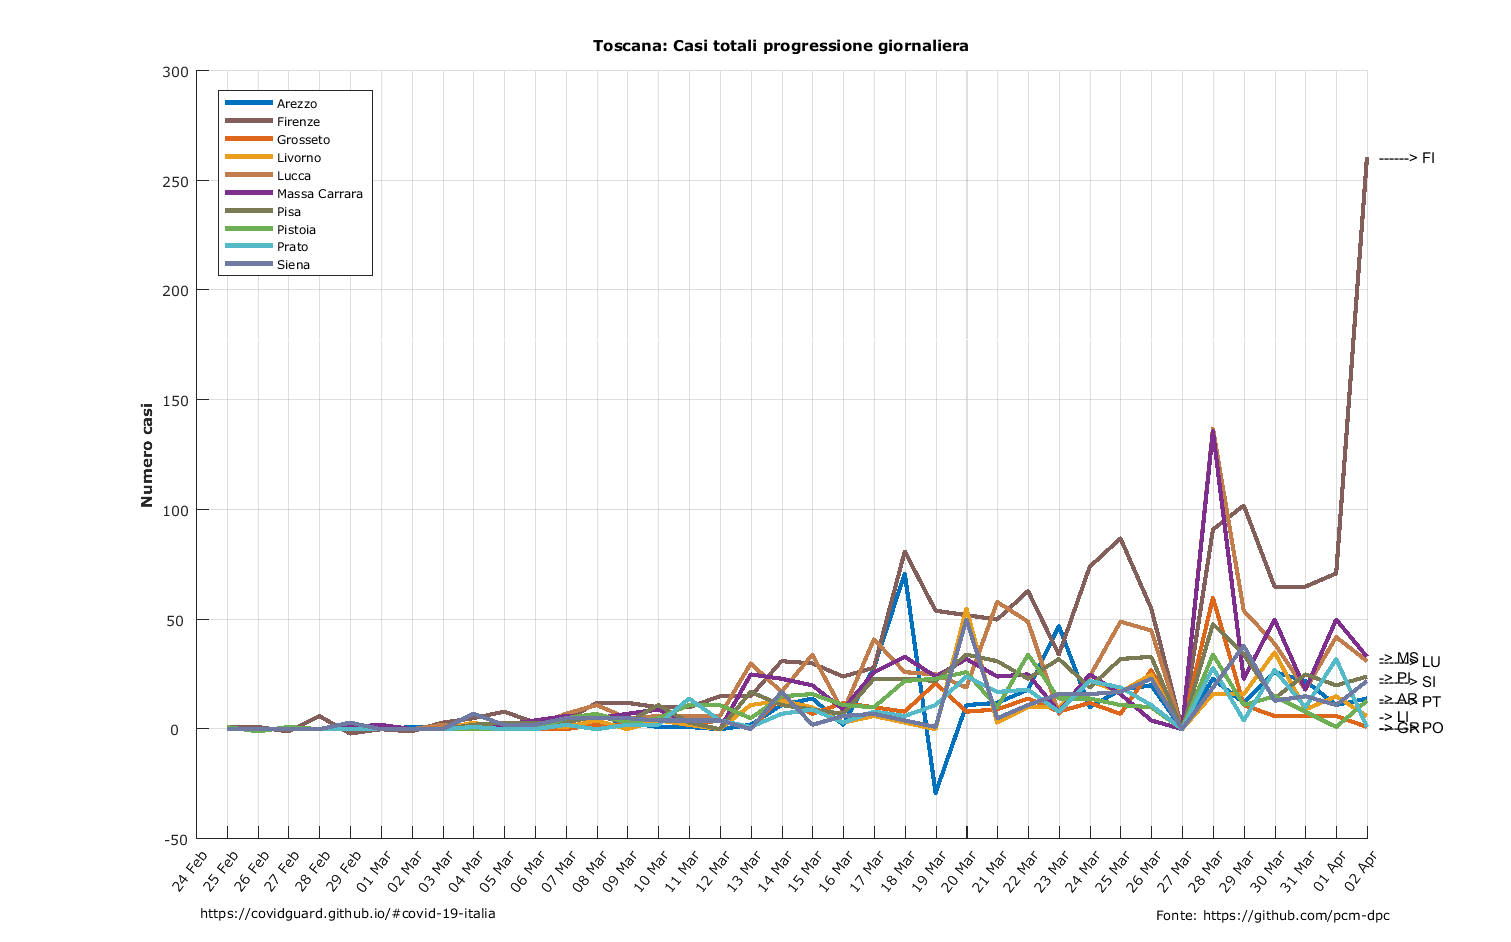 Toscana: Casi totali progressione giornaliera
300
250
200
150
100
50
0
-50
Numero casi
Arezzo
Firenze
Grosseto
Livorno
Lucca
Massa Carrara
Pisa
Pistoia
Prato
Siena
------> FI
-> MS
------> LU
-> PI
------> SI
-> AR
------> PT
-> LI
-> GR
------> PO
24 Feb
25 Feb
26 Feb
27 Feb
28 Feb
29 Feb
01 Mar
02 Mar
03 Mar
04 Mar
05 Mar
06 Mar
07 Mar
08 Mar
09 Mar
10 Mar
11 Mar
12 Mar
13 Mar
14 Mar
15 Mar
16 Mar
17 Mar
18 Mar
19 Mar
20 Mar
21 Mar
22 Mar
23 Mar
24 Mar
25 Mar
26 Mar
27 Mar
28 Mar
29 Mar
30 Mar
31 Mar
01 Apr
02 Apr
https://covidguard.github.io/#covid-19-italia
Fonte: https://github.com/pcm-dpc